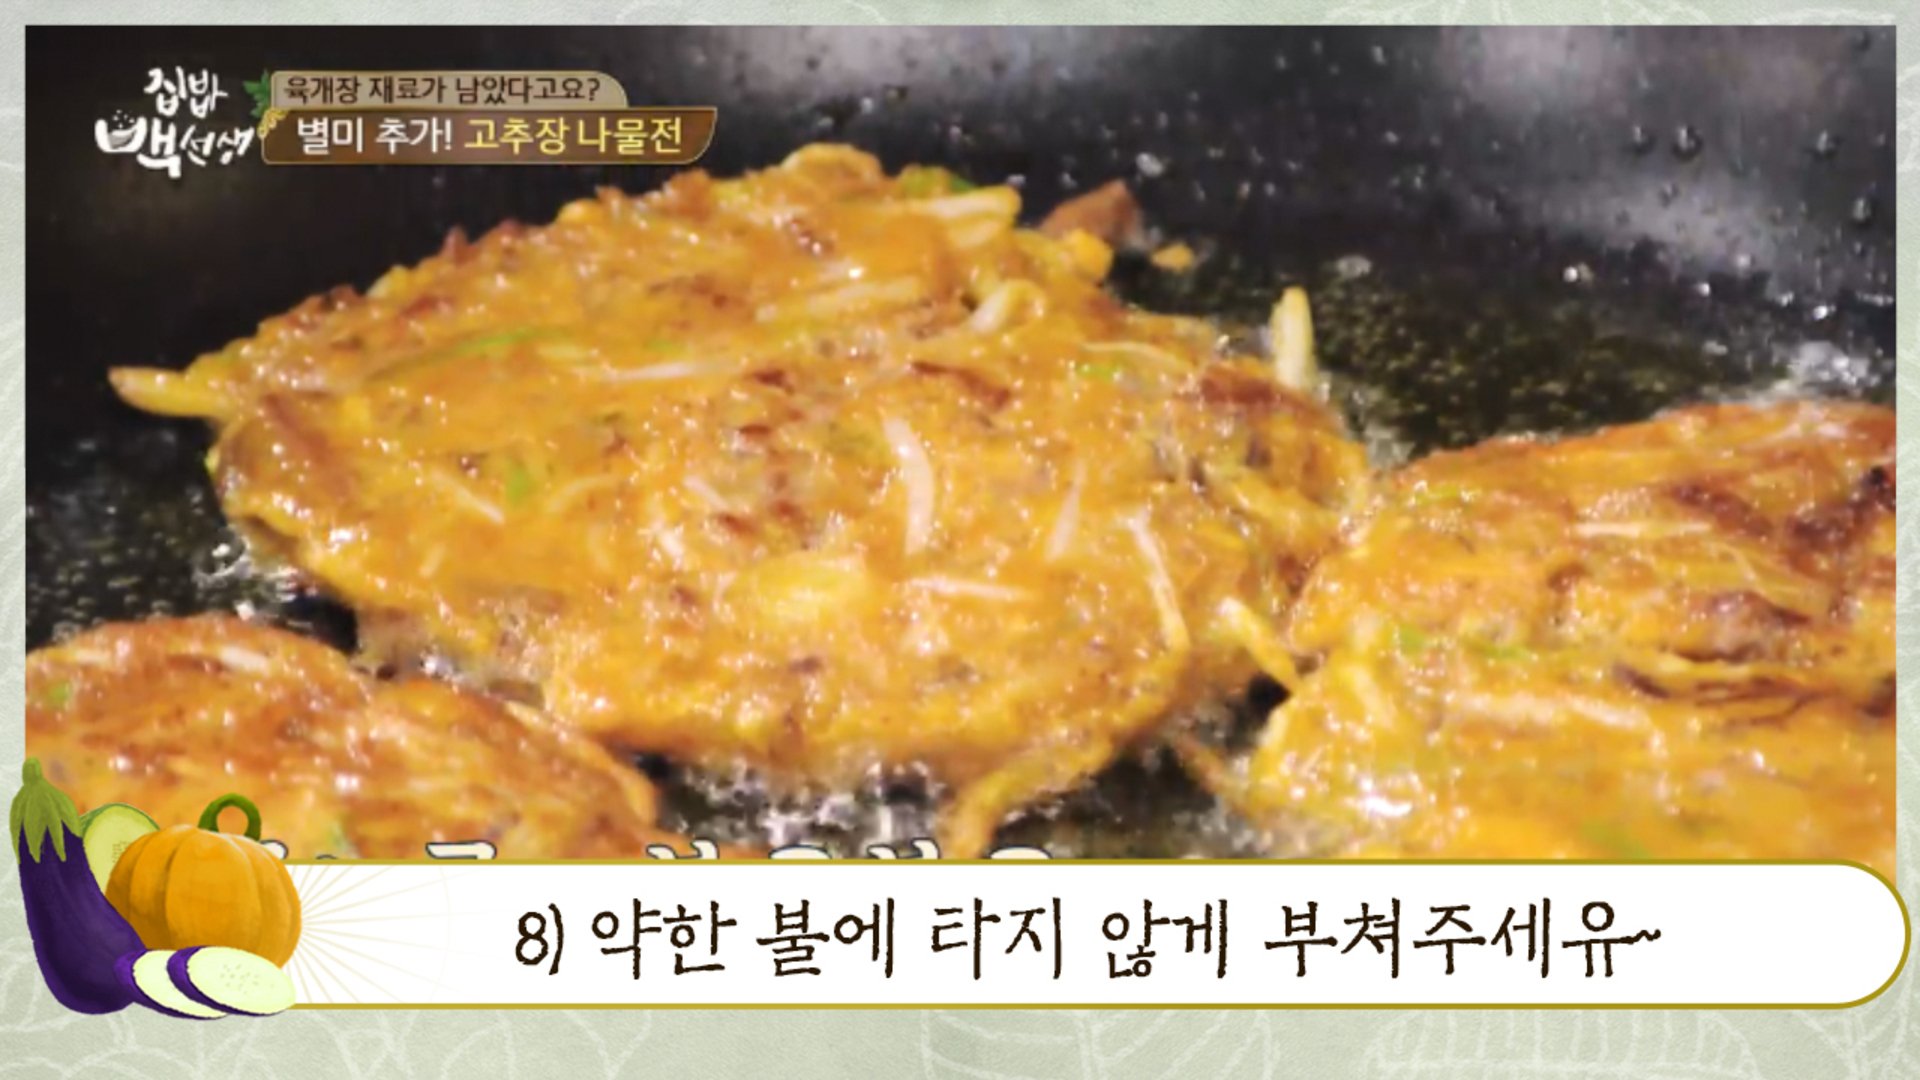 집밥
백선생
육개장 재료가 남았다고요?
별미 추가! 고추장 나물전
8) 약한 불에 타지 않게 부쳐주세유~